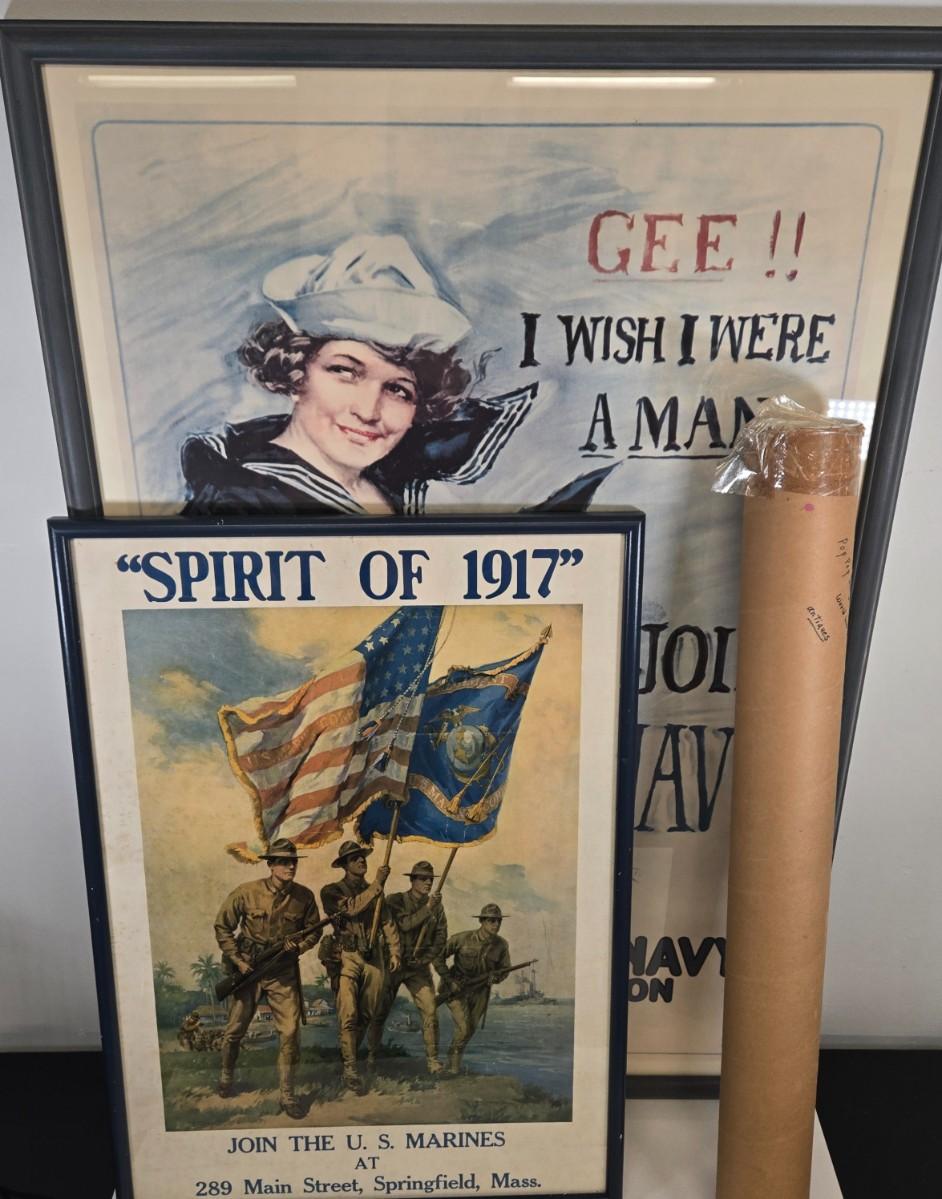 GEE !!
I WISH I WERE
A MAN
JOI
NAVY
ON
"SPIRIT OF 1917"
JOIN THE U. S. MARINES
AT
289 Main Street, Springfield, Mass.
antiques